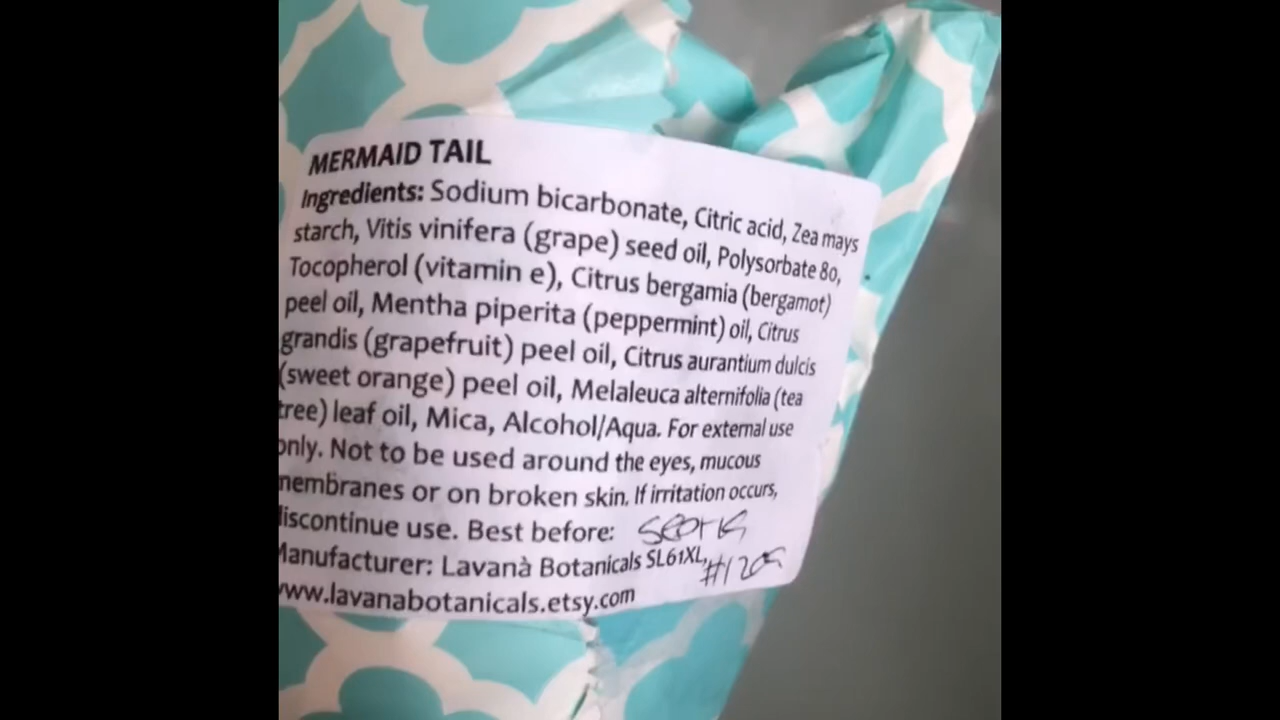 MERMAID TAIL
Ingredients: Sodium bicarbonate, Citric acid, Zea mays
starch, Vitis vinifera (grape) seed oil, Polysorbate 80,
Tocopherol (vitamin e), Citrus bergamia (bergamot)
peel oil, Mentha piperita (peppermint) oil, Citrus
grandis (grapefruit) peel oil, Citrus aurantium dulcis
(sweet orange) peel oil, Melaleuca alternifolia (tea
tree) leaf oil, Mica, Alcohol/Aqua. For external use
only. Not to be used around the eyes, mucous
membranes or on broken skin. If irritation occurs,
discontinue use. Best before:
Manufacturer: Lavanà Botanicals SL61XL,
www.lavanabotanicals.etsy.com